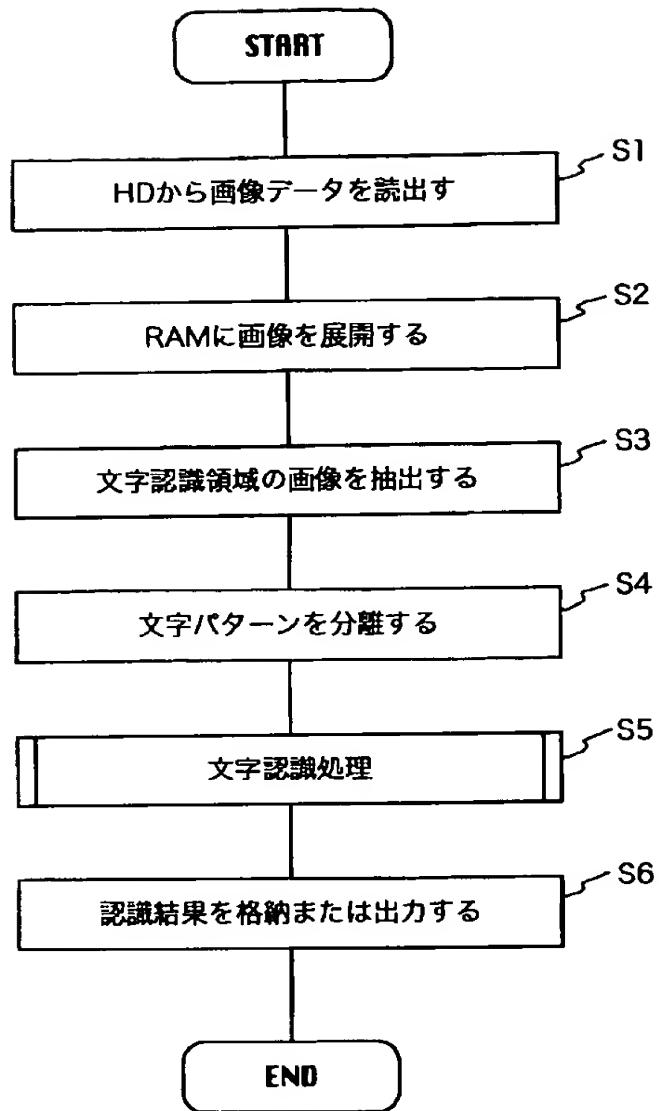 START
S1
HDから画像データを読出す
S2
RAMに画像を展開する
S3
文字認識領域の画像を抽出する
S4
文字パターンを分離する
S5
文字認識処理
S6
認識結果を格納または出力する
END